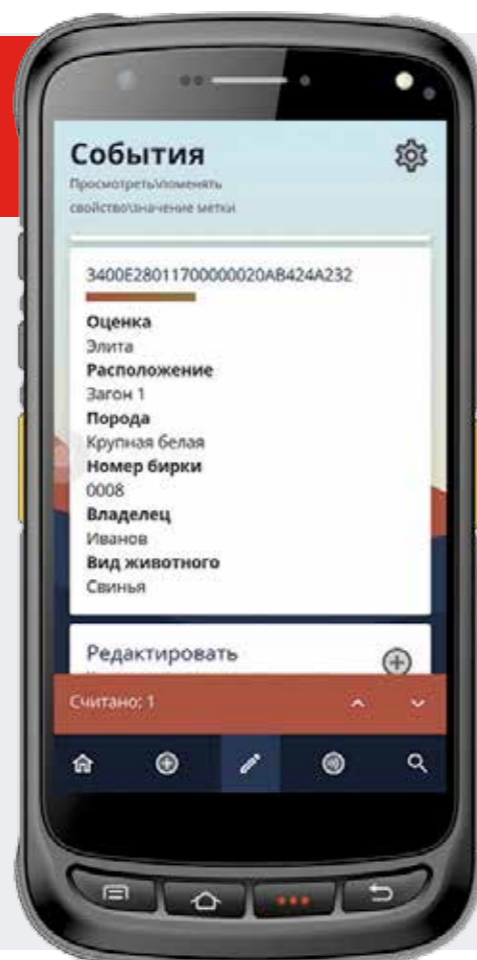 События
Просмотреть\поменять
свойство\значение метки
3400E28011700000020AB424A232
Оценка
Элита
Расположение
Загон 1
Порода
Крупная белая
Номер бирки
0008
Владелец
Иванов
Вид животного
Свинья
Редактировать
Считано: 1